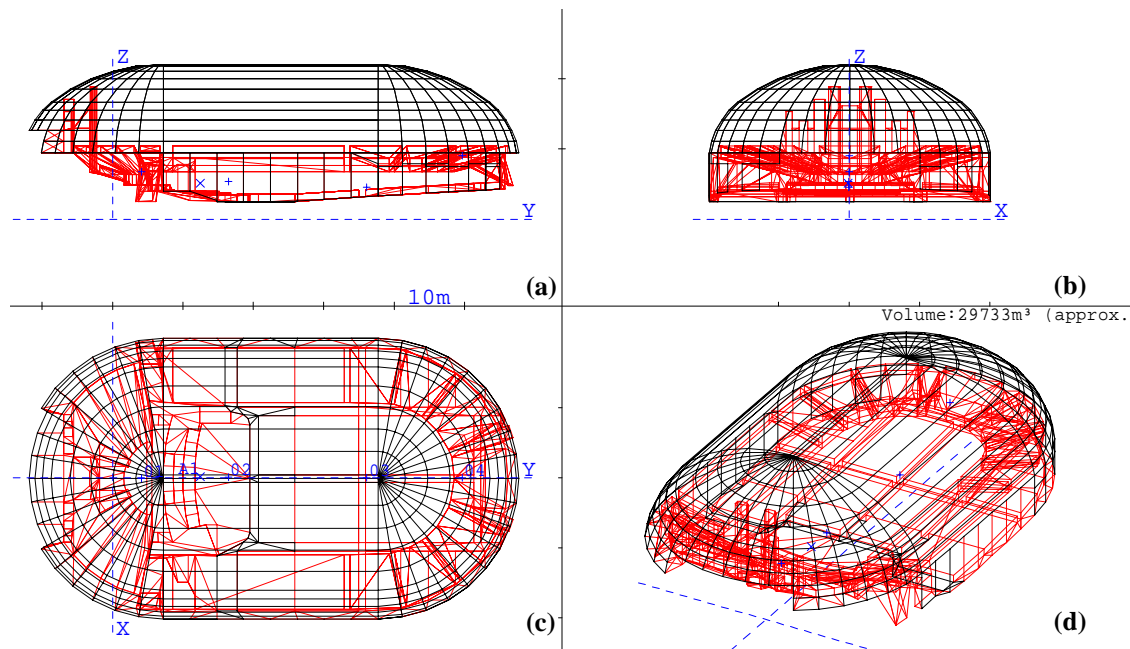 Z
Y
(a)
Z
X
(b)
10m
Volume:29733m³ (approx.
A1
02
03
04
Y
X
(c)
(d)